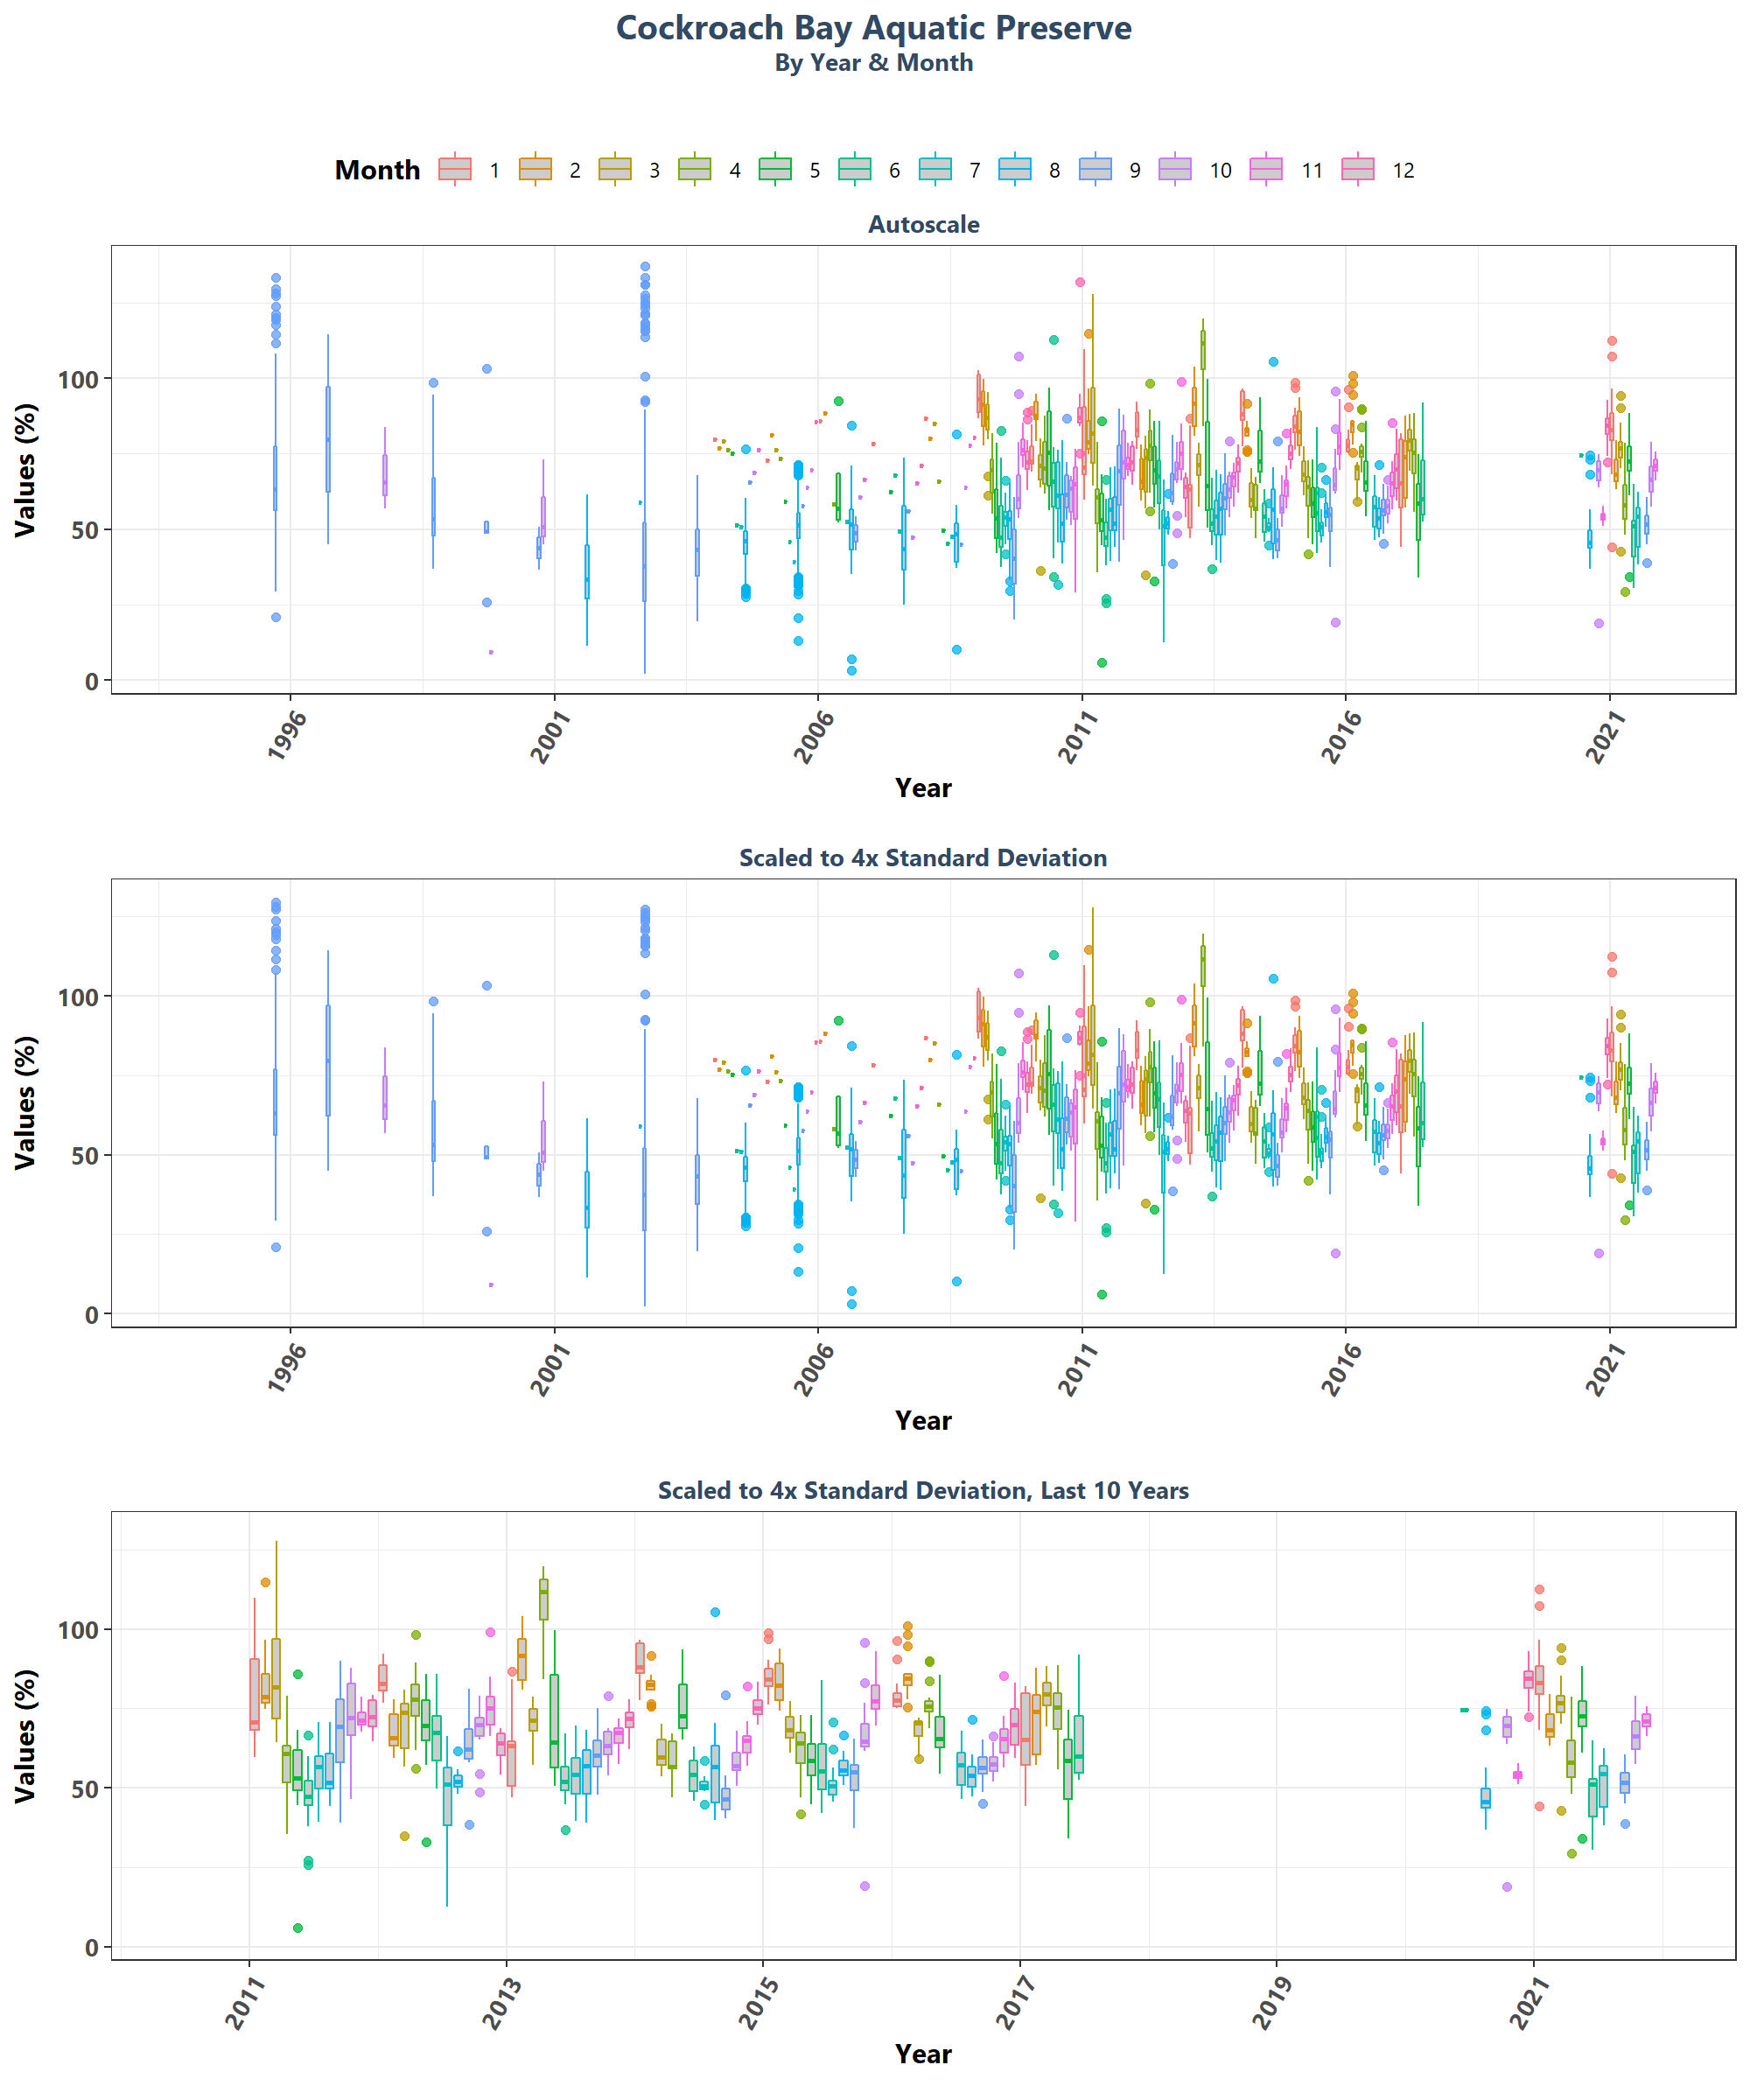 Cockroach Bay Aquatic Preserve
By Year & Month
Month 1 2 3 4 5 6 7 8 9 10 11 12
Autoscale
Values (%)
100
50
0
1996 2001 2006 2011 2016 2021
Year
Scaled to 4x Standard Deviation
Values (%)
100
50
0
1996 2001 2006 2011 2016 2021
Year
Scaled to 4x Standard Deviation, Last 10 Years
Values (%)
100
50
0
2011 2013 2015 2017 2019 2021
Year